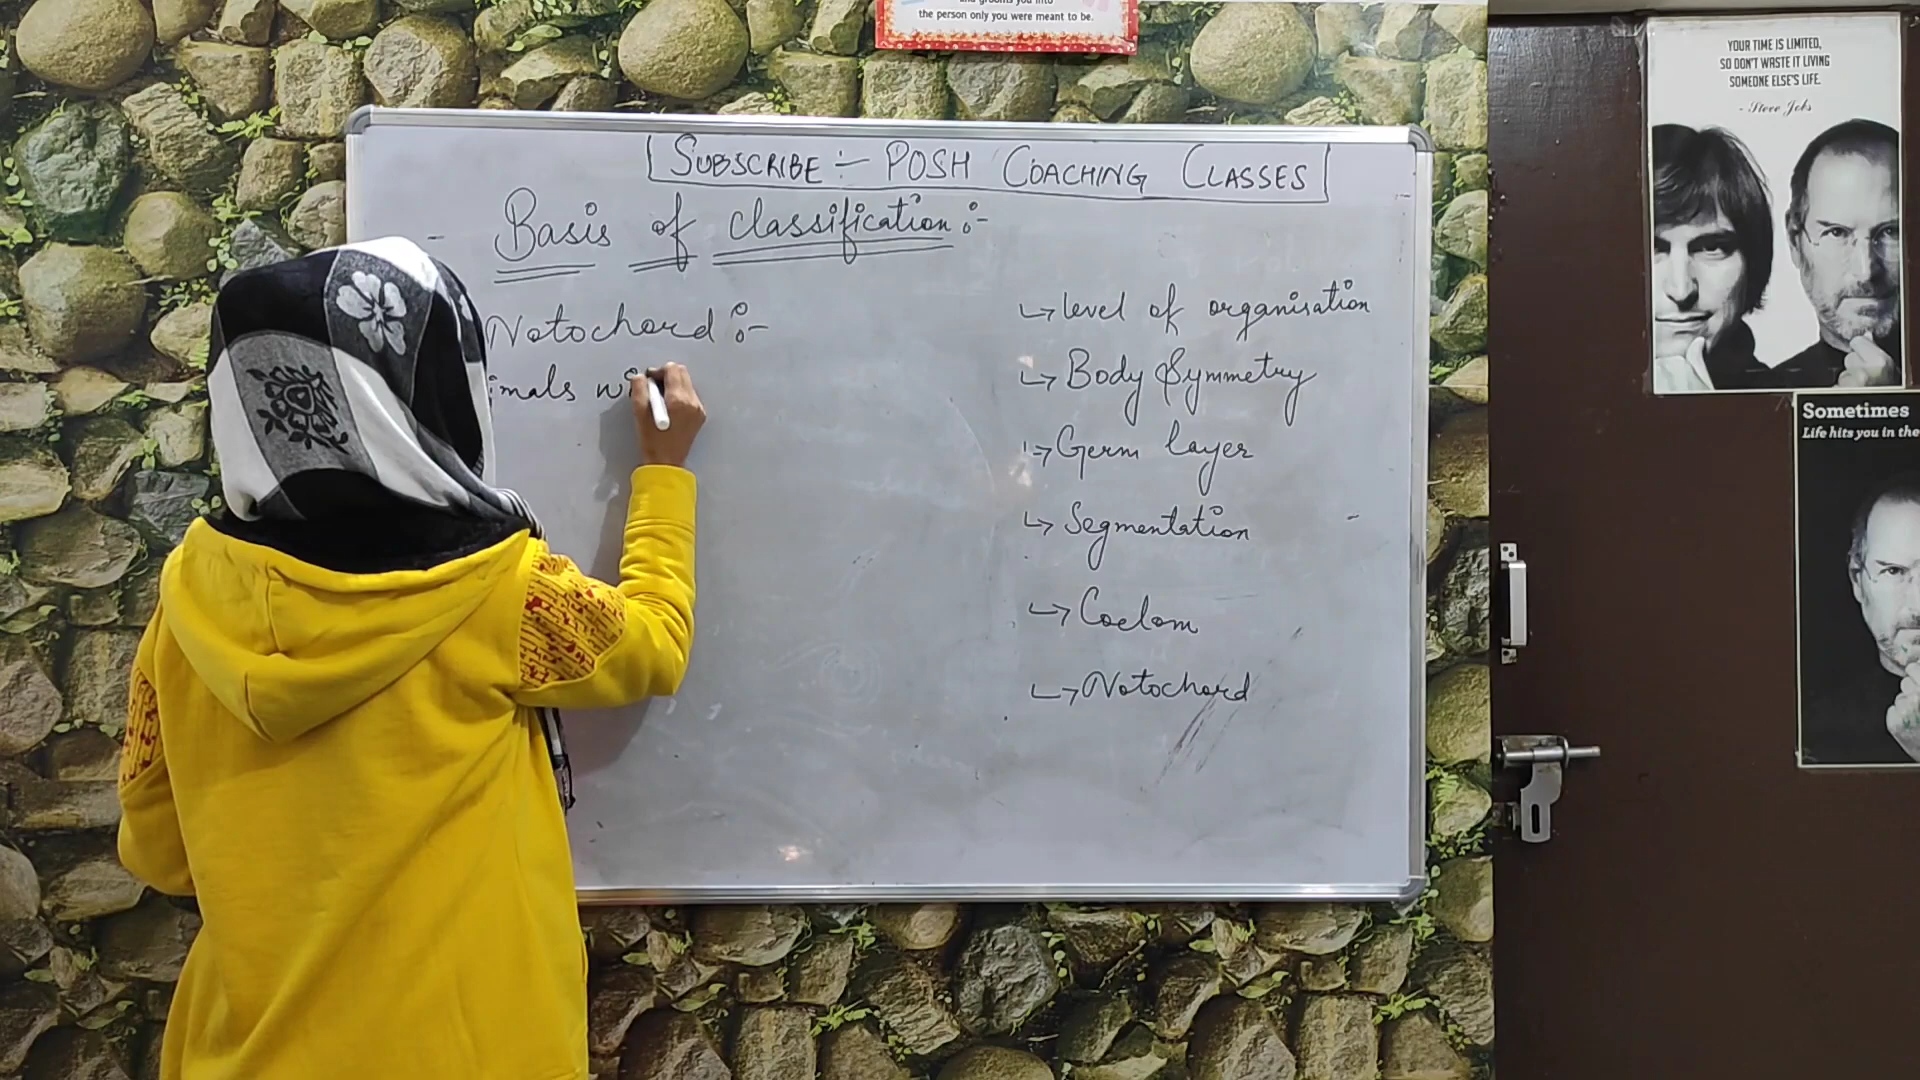 the person only you were meant to be.
SUBSCRIBE :- POSH COACHING CLASSES
Basis of classification :-
Notochord :-
imals wi
↳ level of organisation
↳ Body Symmetry
↳ Germ layer
↳ Segmentation
↳ Coelom
↳ Notochord
YOUR TIME IS LIMITED,
SO DON'T WASTE IT LIVING
SOMEONE ELSE'S LIFE.
- Steve Jobs
Sometimes
Life hits you in the